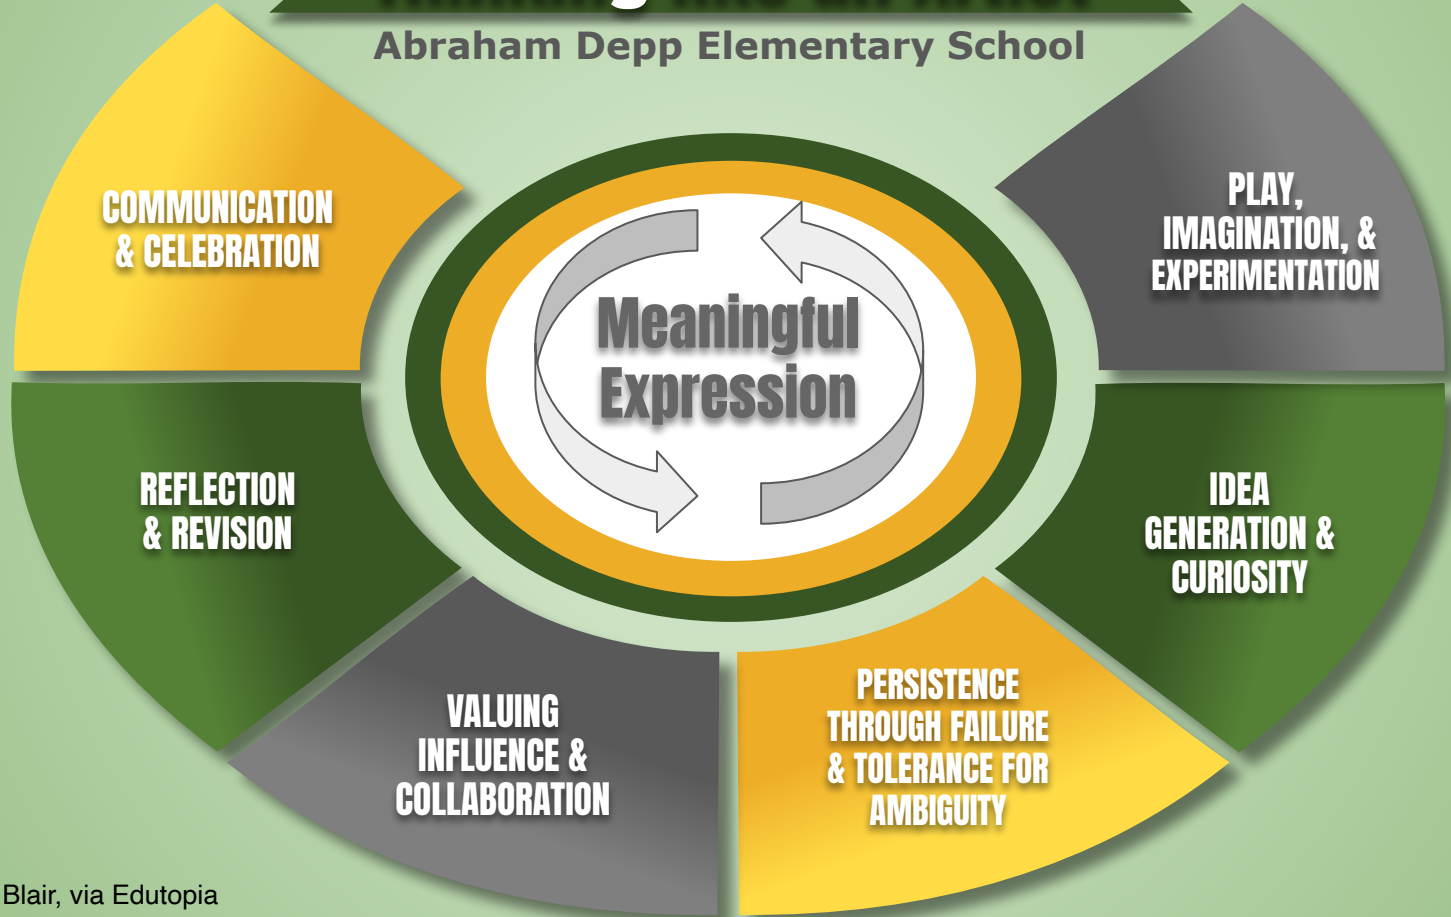 Abraham Depp Elementary School
COMMUNICATION
& CELEBRATION
PLAY,
IMAGINATION, &
EXPERIMENTATION
Meaningful
Expression
REFLECTION
& REVISION
IDEA
GENERATION &
CURIOSITY
VALUING
INFLUENCE &
COLLABORATION
PERSISTENCE
THROUGH FAILURE
& TOLERANCE FOR
AMBIGUITY
Blair, via Edutopia